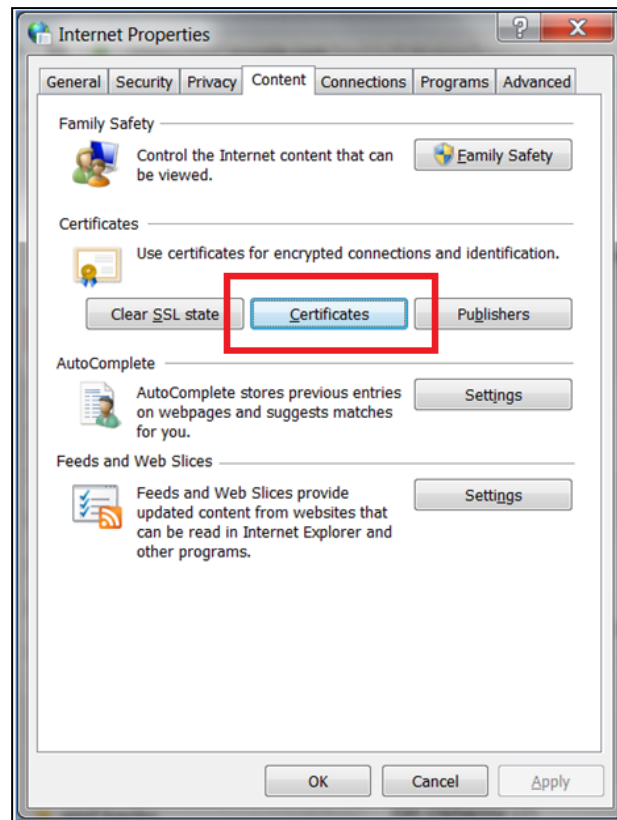 Internet Properties
General Security Privacy Content Connections Programs Advanced
Family Safety
Control the Internet content that can
be viewed.
Family Safety
Certificates
Use certificates for encrypted connections and identification.
Clear SSL state Certificates Publishers
AutoComplete
AutoComplete stores previous entries
on webpages and suggests matches
for you.
Settings
Feeds and Web Slices
Feeds and Web Slices provide
updated content from websites that
can be read in Internet Explorer and
other programs.
Settings
OK Cancel Apply